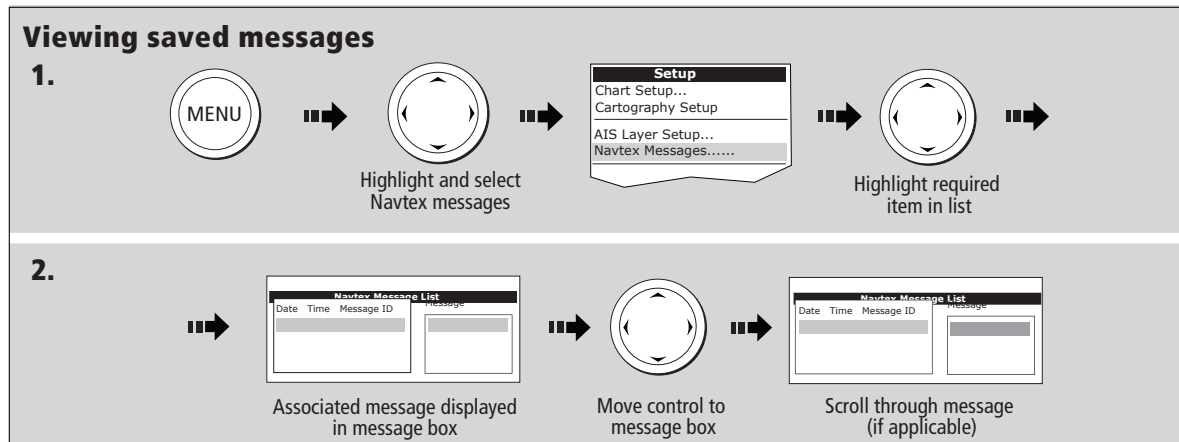 Viewing saved messages
1.
MENU
Highlight and select
Navtex messages
Setup
Chart Setup...
Cartography Setup
AIS Layer Setup...
Navtex Messages......
Highlight required
item in list
2.
Navtex Message List
Date Time Message ID
Message
Associated message displayed
in message box
Move control to
message box
Navtex Message List
Date Time Message ID
Message
Scroll through message
(if applicable)